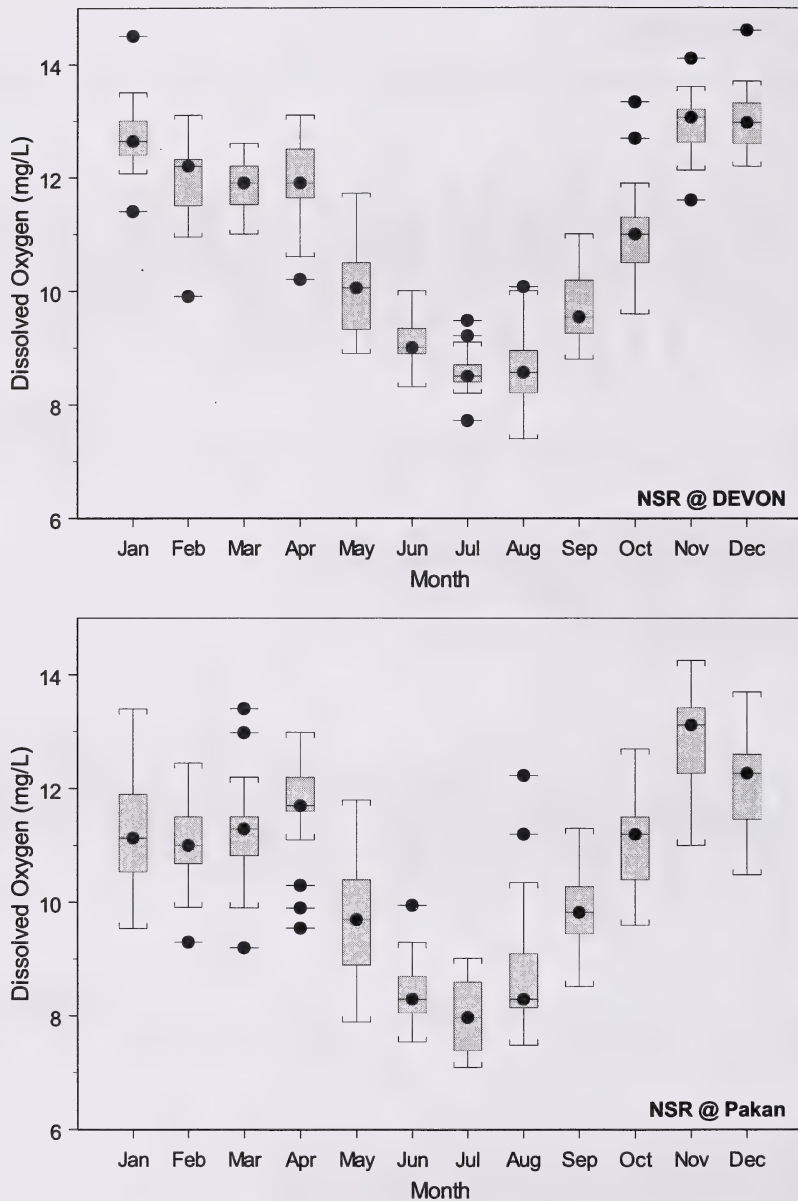 14
12
10
8
6
Dissolved Oxygen (mg/L)
NSR @ DEVON
Jan Feb Mar Apr May Jun Jul Aug Sep Oct Nov Dec
Month
14
12
10
8
6
Dissolved Oxygen (mg/L)
NSR @ Pakan
Jan Feb Mar Apr May Jun Jul Aug Sep Oct Nov Dec
Month